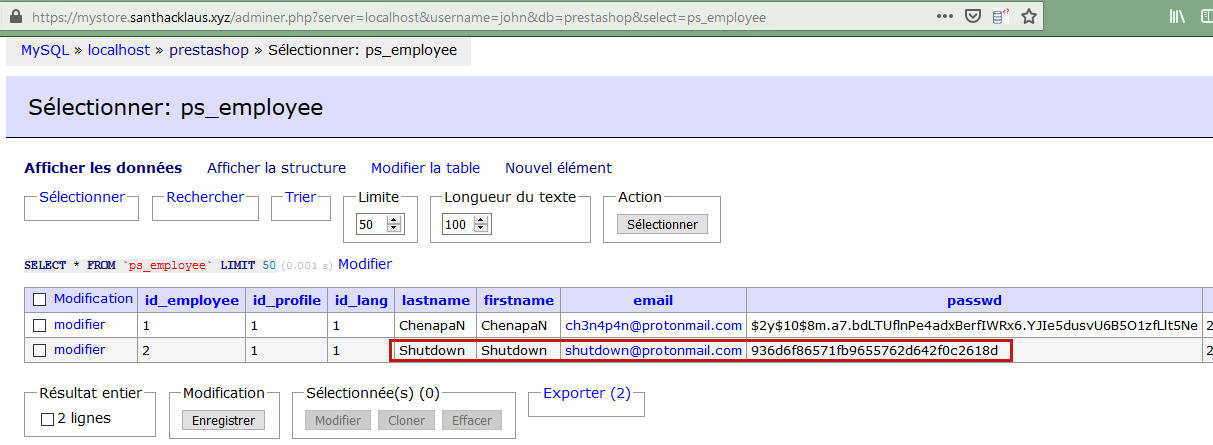 https://mystore.santhacklaus.xyz/adminer.php?server=localhost&username=john&db=prestashop&select=ps_employee
MySQL » localhost » prestashop » Sélectionner: ps_employee
Sélectionner: ps_employee
Afficher les données Afficher la structure Modifier la table Nouvel élément
Sélectionner Rechercher Trier Limite Longueur du texte Action
50 100 Sélectionner
SELECT * FROM `ps_employee` LIMIT 50 (0.001 s) Modifier
Modification id_employee id_profile id_lang lastname firstname email passwd
modifier 1 1 1 ChenapaN ChenapaN ch3n4p4n@protonmail.com $2y$10$8m.a7.bdLTUflnPe4adxBerfIWRx6.YJIe5dusvU6B5O1zfLlt5Ne 2
modifier 2 1 1 Shutdown Shutdown shutdown@protonmail.com 936d6f86571fb9655762d642f0c2618d 2
Résultat entier Modification Sélectionnée(s) (0) Exporter (2)
2 lignes Enregistrer Modifier Cloner Effacer